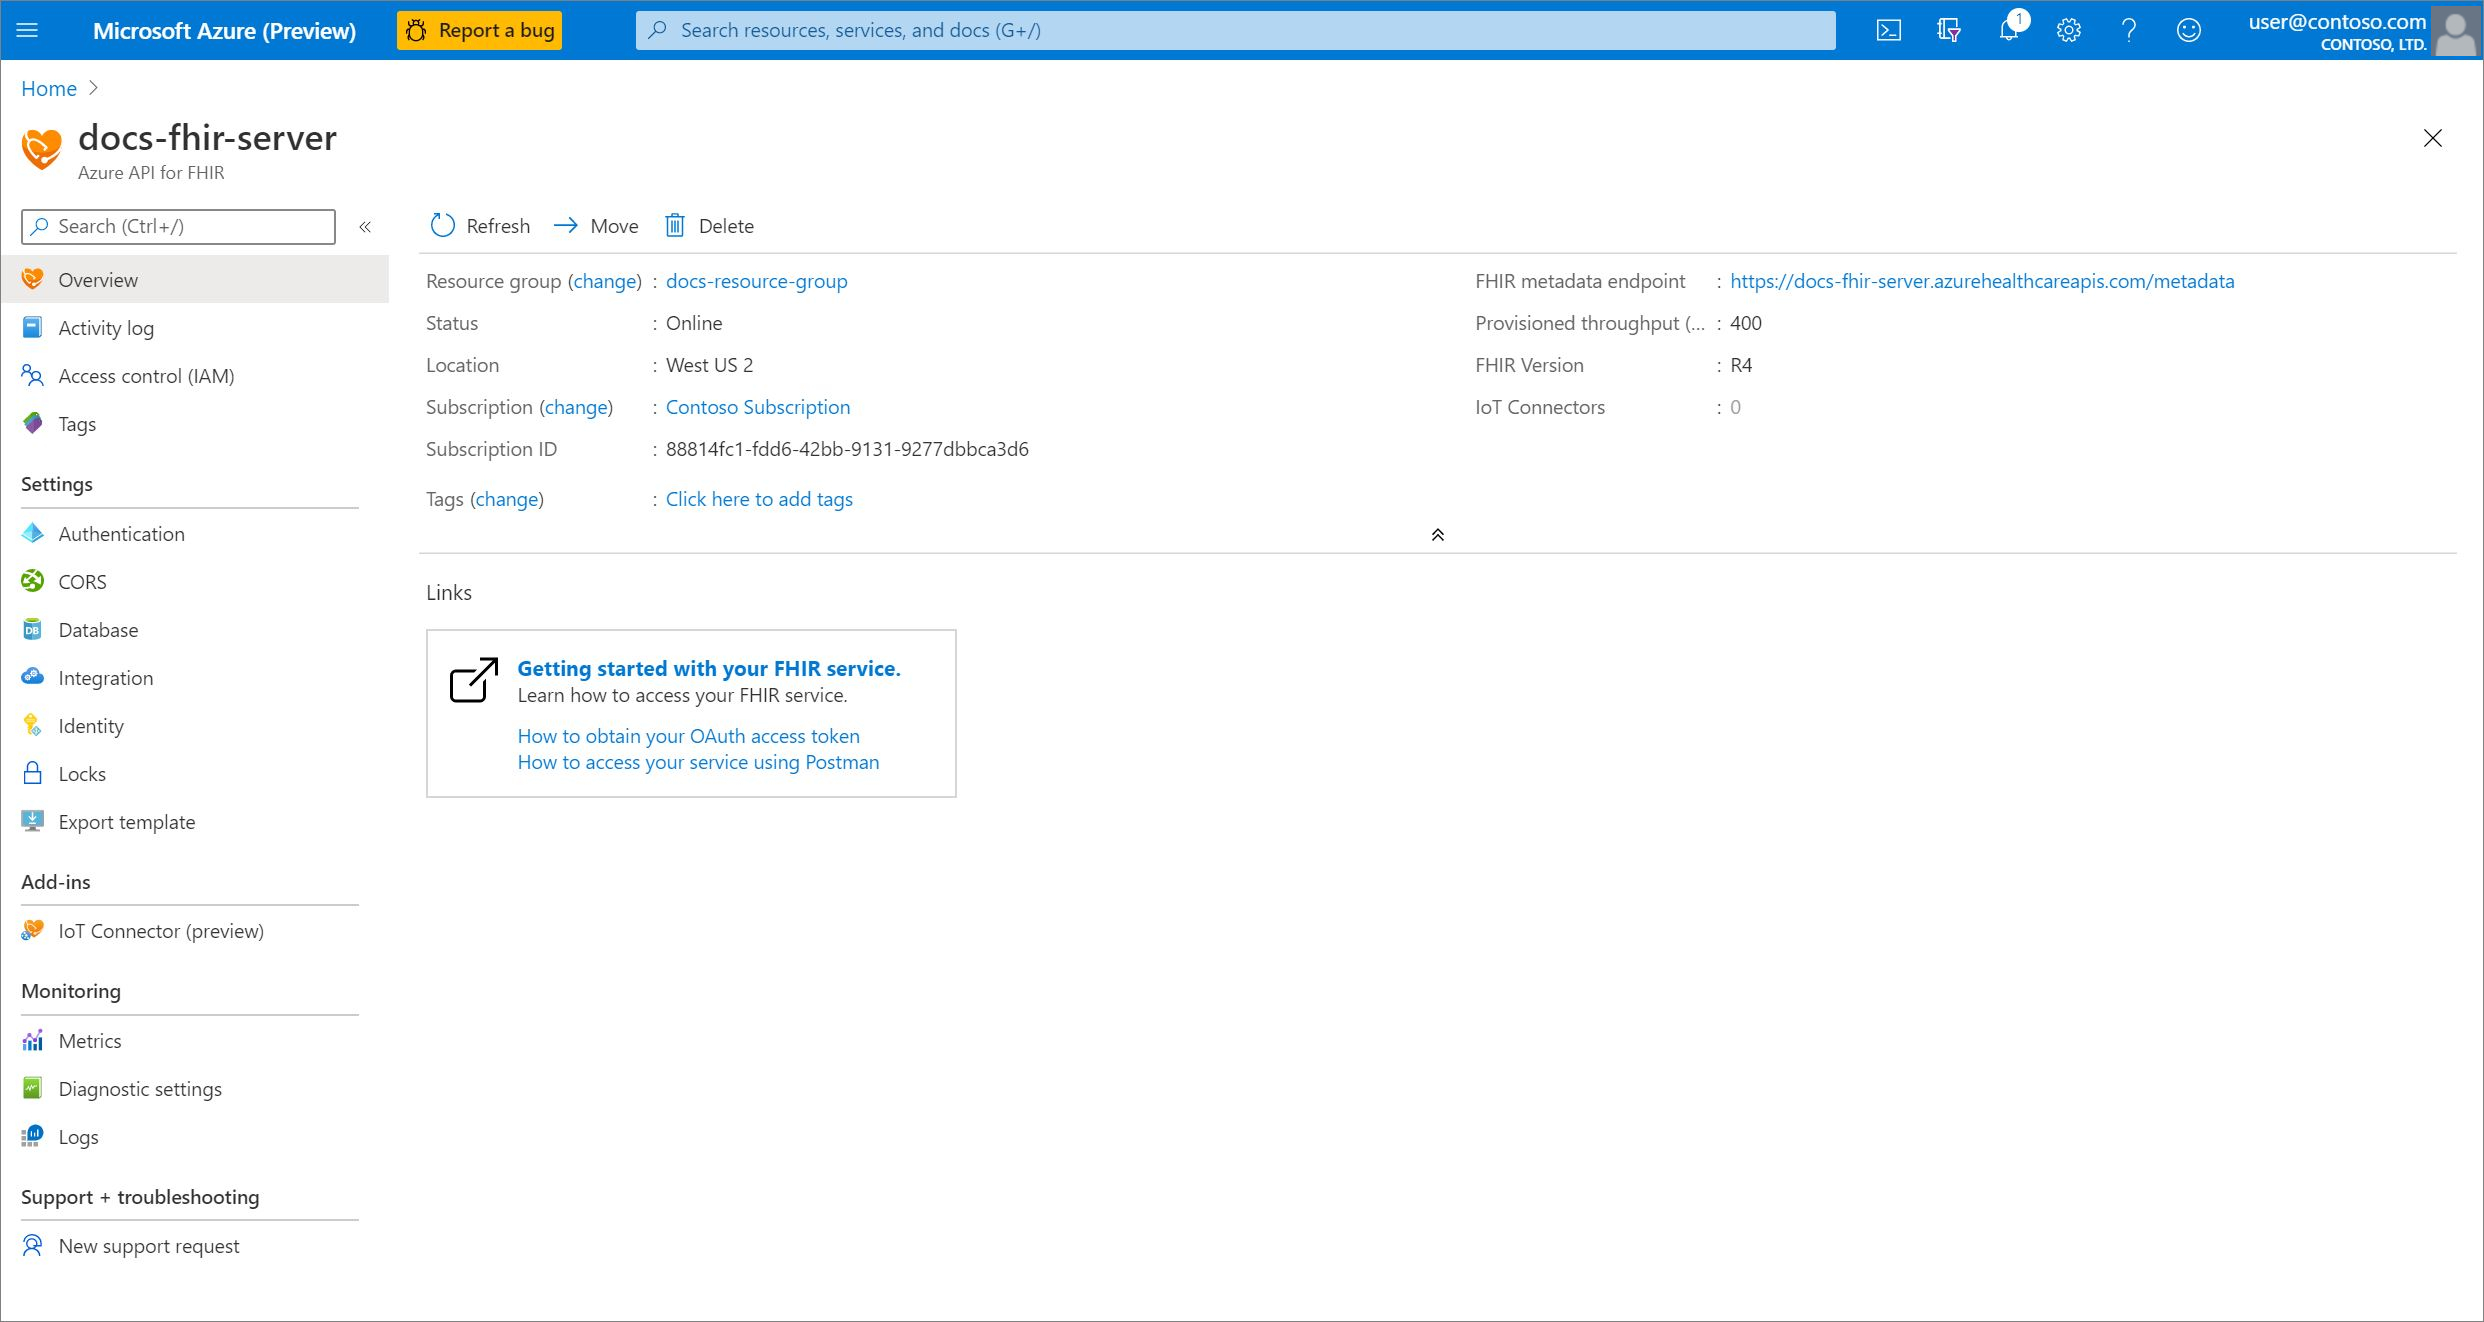 Microsoft Azure (Preview)
Report a bug
Search resources, services, and docs (G+/)
1
user@contoso.com
CONTOSO, LTD.
Home
docs-fhir-server
Azure API for FHIR
Search (Ctrl+/)
«
Overview
Activity log
Access control (IAM)
Tags
Settings
Authentication
CORS
Database
Integration
Identity
Locks
Export template
Add-ins
IoT Connector (preview)
Monitoring
Metrics
Diagnostic settings
Logs
Support + troubleshooting
New support request
Refresh
Move
Delete
Resource group (change) : docs-resource-group
Status : Online
Location : West US 2
Subscription (change) : Contoso Subscription
Subscription ID : 88814fc1-fdd6-42bb-9131-9277dbbca3d6
Tags (change) : Click here to add tags
FHIR metadata endpoint : https://docs-fhir-server.azurehealthcareapis.com/metadata
Provisioned throughput (... : 400
FHIR Version : R4
IoT Connectors : 0
Links
Getting started with your FHIR service.
Learn how to access your FHIR service.
How to obtain your OAuth access token
How to access your service using Postman